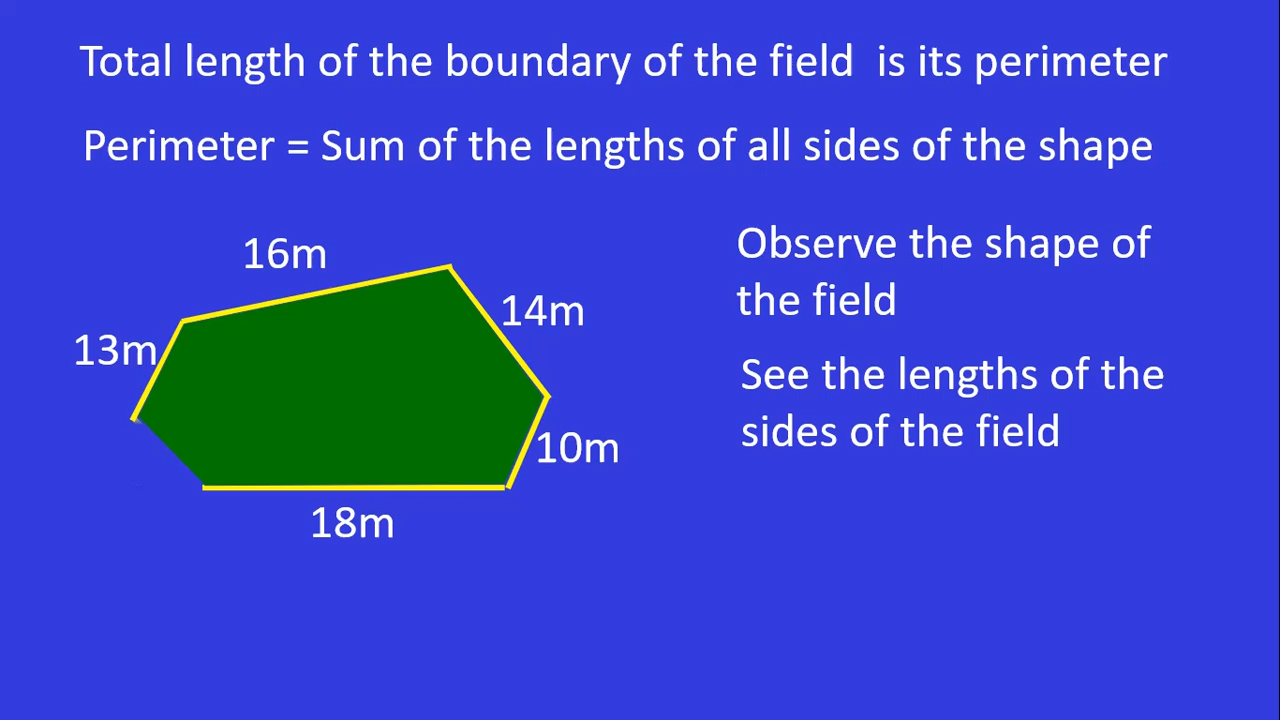 Total length of the boundary of the field is its perimeter
Perimeter = Sum of the lengths of all sides of the shape
16m
14m
13m
10m
18m
Observe the shape of
the field
See the lengths of the
sides of the field